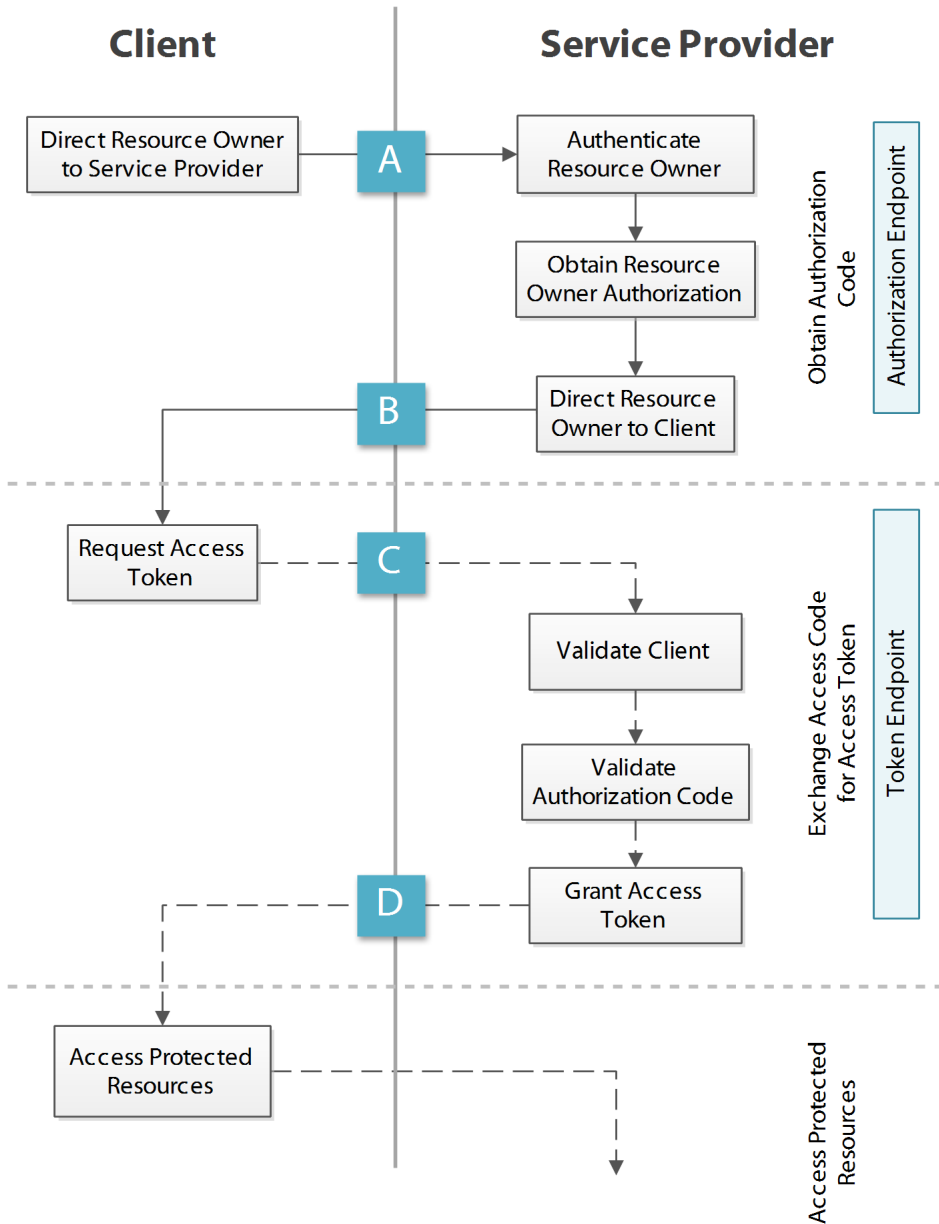 Client
Service Provider
Direct Resource Owner
to Service Provider
A
Authenticate
Resource Owner
Obtain Resource
Owner Authorization
Obtain Authorization
Code
Authorization Endpoint
B
Direct Resource
Owner to Client
Request Access
Token
C
Validate Client
Validate
Authorization Code
Exchange Access Code
for Access Token
Token Endpoint
D
Grant Access
Token
Access Protected
Resources
Access Protected
Resources